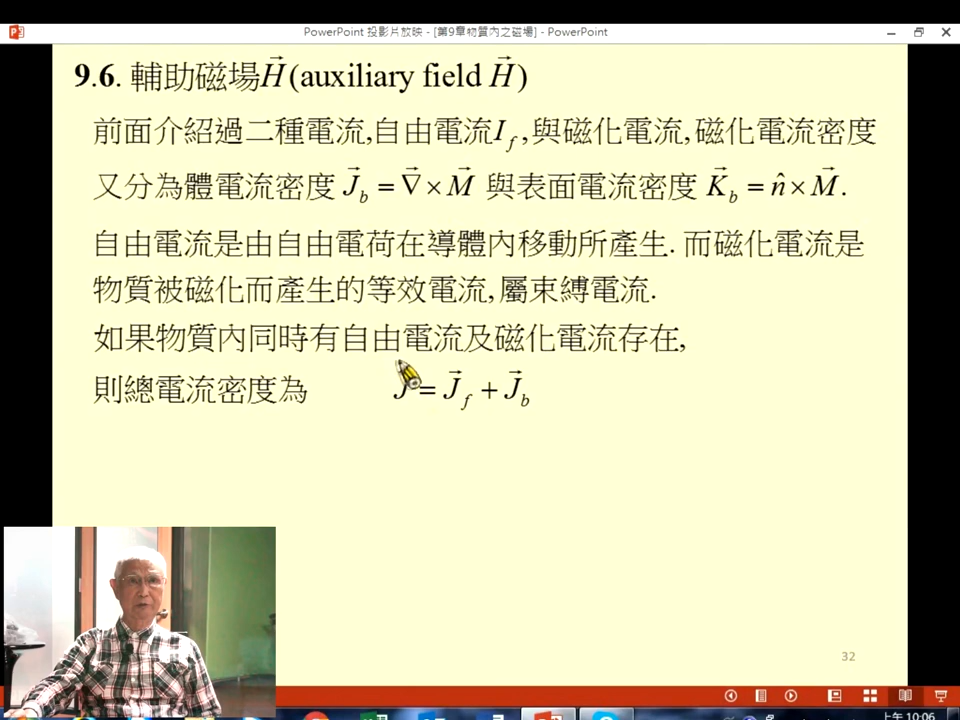 PowerPoint 投影片放映 - [第9章物質內之磁場] - PowerPoint
9.6. 輔助磁場H⃗(auxiliary field H⃗)
前面介紹過二種電流,自由電流I_f,與磁化電流,磁化電流密度
又分為體電流密度 J⃗_b = ∇⃗ × M⃗ 與表面電流密度 K⃗_b = n̂ × M⃗.
自由電流是由自由電荷在導體內移動所產生. 而磁化電流是
物質被磁化而產生的等效電流,屬束縛電流.
如果物質內同時有自由電流及磁化電流存在,
則總電流密度為 J = J⃗_f + J⃗_b
32
上午 10:06